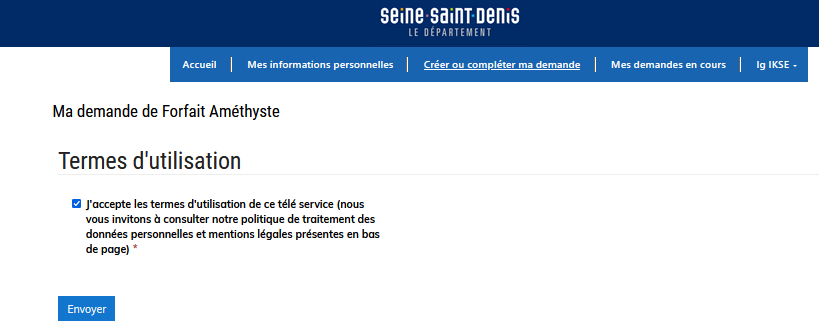 SEINE-SAINT-DENIS
LE DÉPARTEMENT
Accueil Mes informations personnelles Créer ou compléter ma demande Mes demandes en cours Ig IKSE
Ma demande de Forfait Améthyste
Termes d'utilisation
J'accepte les termes d'utilisation de ce télé service (nous
vous invitons à consulter notre politique de traitement des
données personnelles et mentions légales présentes en bas
de page) *
Envoyer